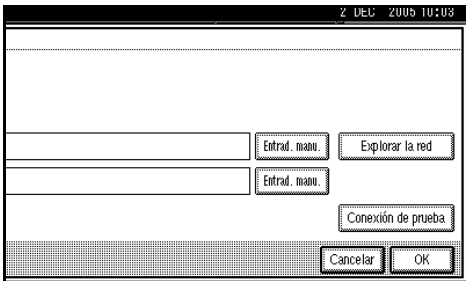 2 DEC 2005 10:03
Entrad. manu. Explorar la red
Entrad. manu.
Conexión de prueba
Cancelar OK